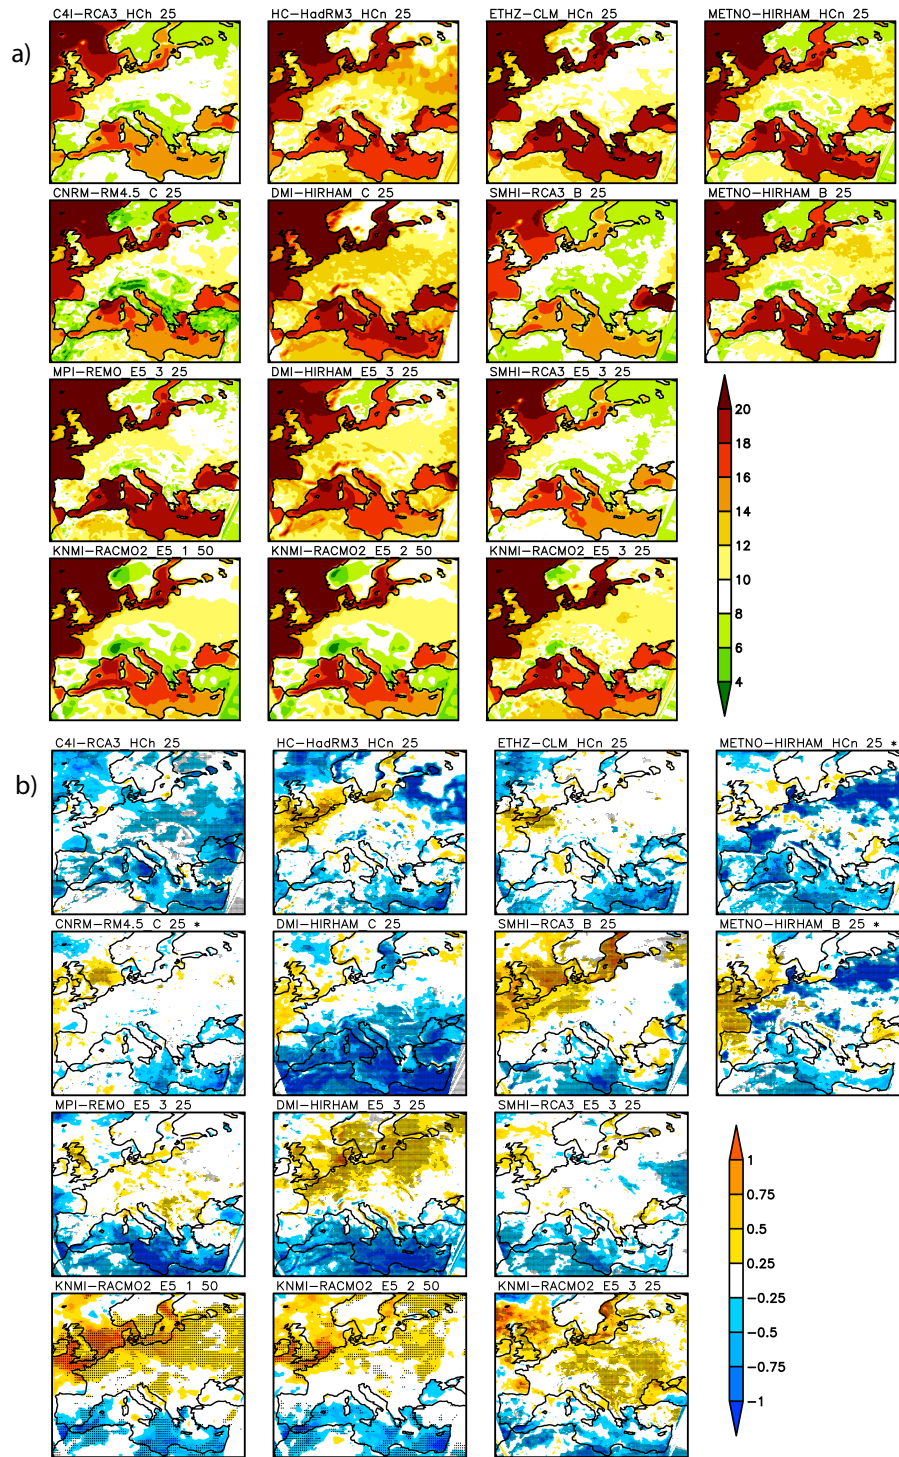 a)
C4I-RCA3 HCh 25
HC-HadRM3 HCn 25
ETHZ-CLM HCn 25
METNO-HIRHAM HCn 25
CNRM-RM4.5 C 25
DMI-HIRHAM C 25
SMHI-RCA3 B 25
METNO-HIRHAM B 25
MPI-REMO E5 3 25
DMI-HIRHAM E5 3 25
SMHI-RCA3 E5 3 25
20
18
16
14
12
10
8
6
4
KNMI-RACMO2 E5 1 50
KNMI-RACMO2 E5 2 50
KNMI-RACMO2 E5 3 25
b)
C4I-RCA3 HCh 25
HC-HadRM3 HCn 25
ETHZ-CLM HCn 25
METNO-HIRHAM HCn 25 *
CNRM-RM4.5 C 25 *
DMI-HIRHAM C 25
SMHI-RCA3 B 25
METNO-HIRHAM B 25 *
MPI-REMO E5 3 25
DMI-HIRHAM E5 3 25
SMHI-RCA3 E5 3 25
1
0.75
0.5
0.25
-0.25
-0.5
-0.75
-1
KNMI-RACMO2 E5 1 50
KNMI-RACMO2 E5 2 50
KNMI-RACMO2 E5 3 25